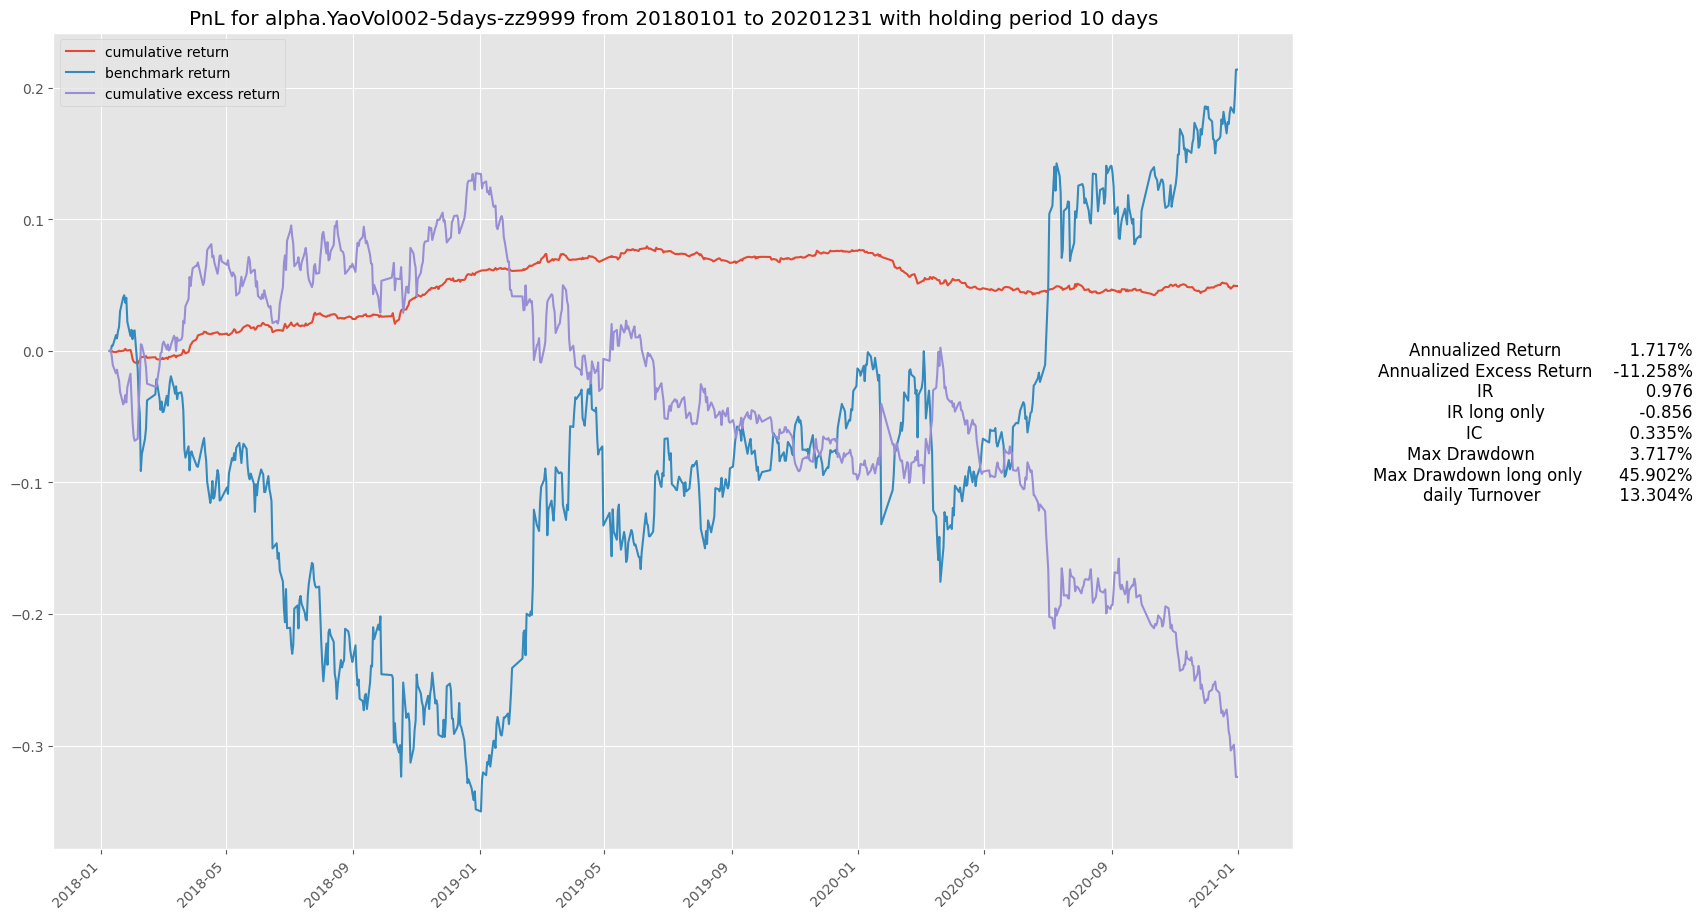 PnL for alpha.YaoVol002-5days-zz9999 from 20180101 to 20201231 with holding period 10 days
cumulative return
benchmark return
cumulative excess return
0.2
0.1
0.0
−0.1
−0.2
−0.3
2018-01
2018-05
2018-09
2019-01
2019-05
2019-09
2020-01
2020-05
2020-09
2021-01
Annualized Return 1.717%
Annualized Excess Return -11.258%
IR 0.976
IR long only -0.856
IC 0.335%
Max Drawdown 3.717%
Max Drawdown long only 45.902%
daily Turnover 13.304%